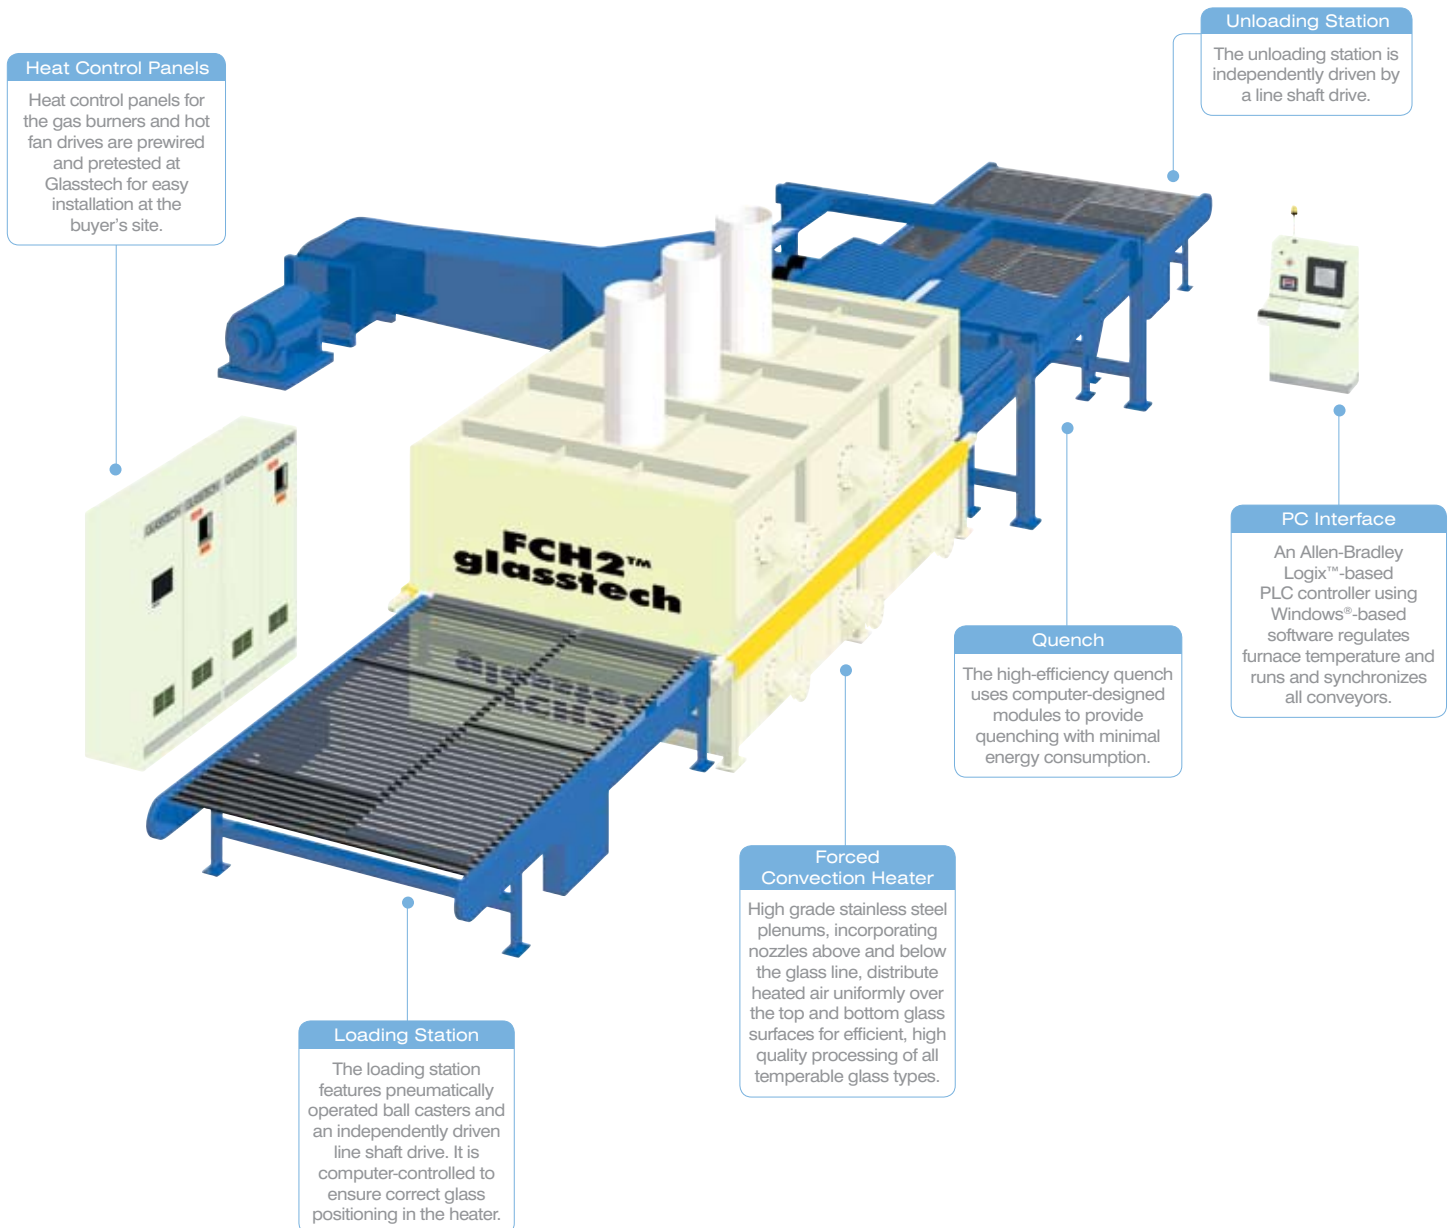 Unloading Station
The unloading station is
independently driven by
a line shaft drive.
Heat Control Panels
Heat control panels for
the gas burners and hot
fan drives are prewired
and pretested at
Glasstech for easy
installation at the
buyer's site.
GLASSTECH
GLASSTECH
GLASSTECH
GLASSTECH
FCH2™
glasstech
PC Interface
An Allen-Bradley
Logix™-based
PLC controller using
Windows®-based
software regulates
furnace temperature and
runs and synchronizes
all conveyors.
Quench
The high-efficiency quench
uses computer-designed
modules to provide
quenching with minimal
energy consumption.
Forced
Convection Heater
High grade stainless steel
plenums, incorporating
nozzles above and below
the glass line, distribute
heated air uniformly over
the top and bottom glass
surfaces for efficient, high
quality processing of all
temperable glass types.
Loading Station
The loading station
features pneumatically
operated ball casters and
an independently driven
line shaft drive. It is
computer-controlled to
ensure correct glass
positioning in the heater.